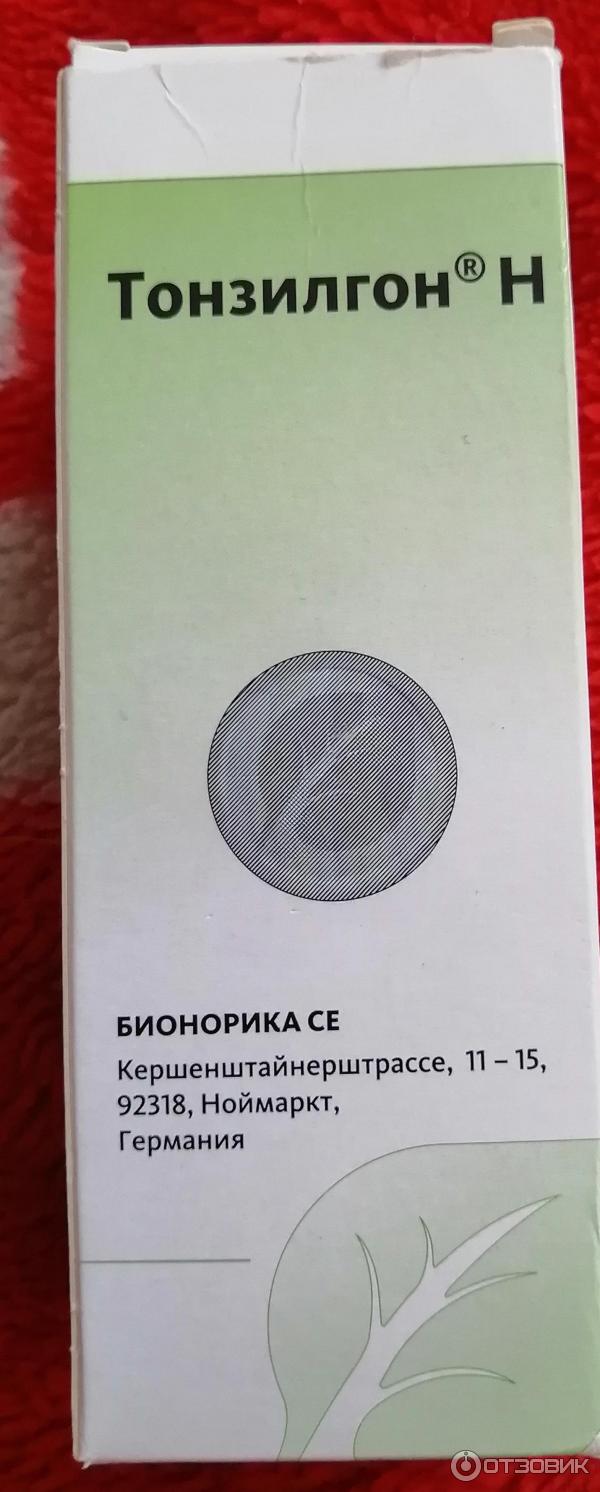 Тонзилгон® Н
БИОНОРИКА СЕ
Кершенштайнерштрассе, 11 – 15,
92318, Ноймаркт,
Германия
ОТЗОВИК